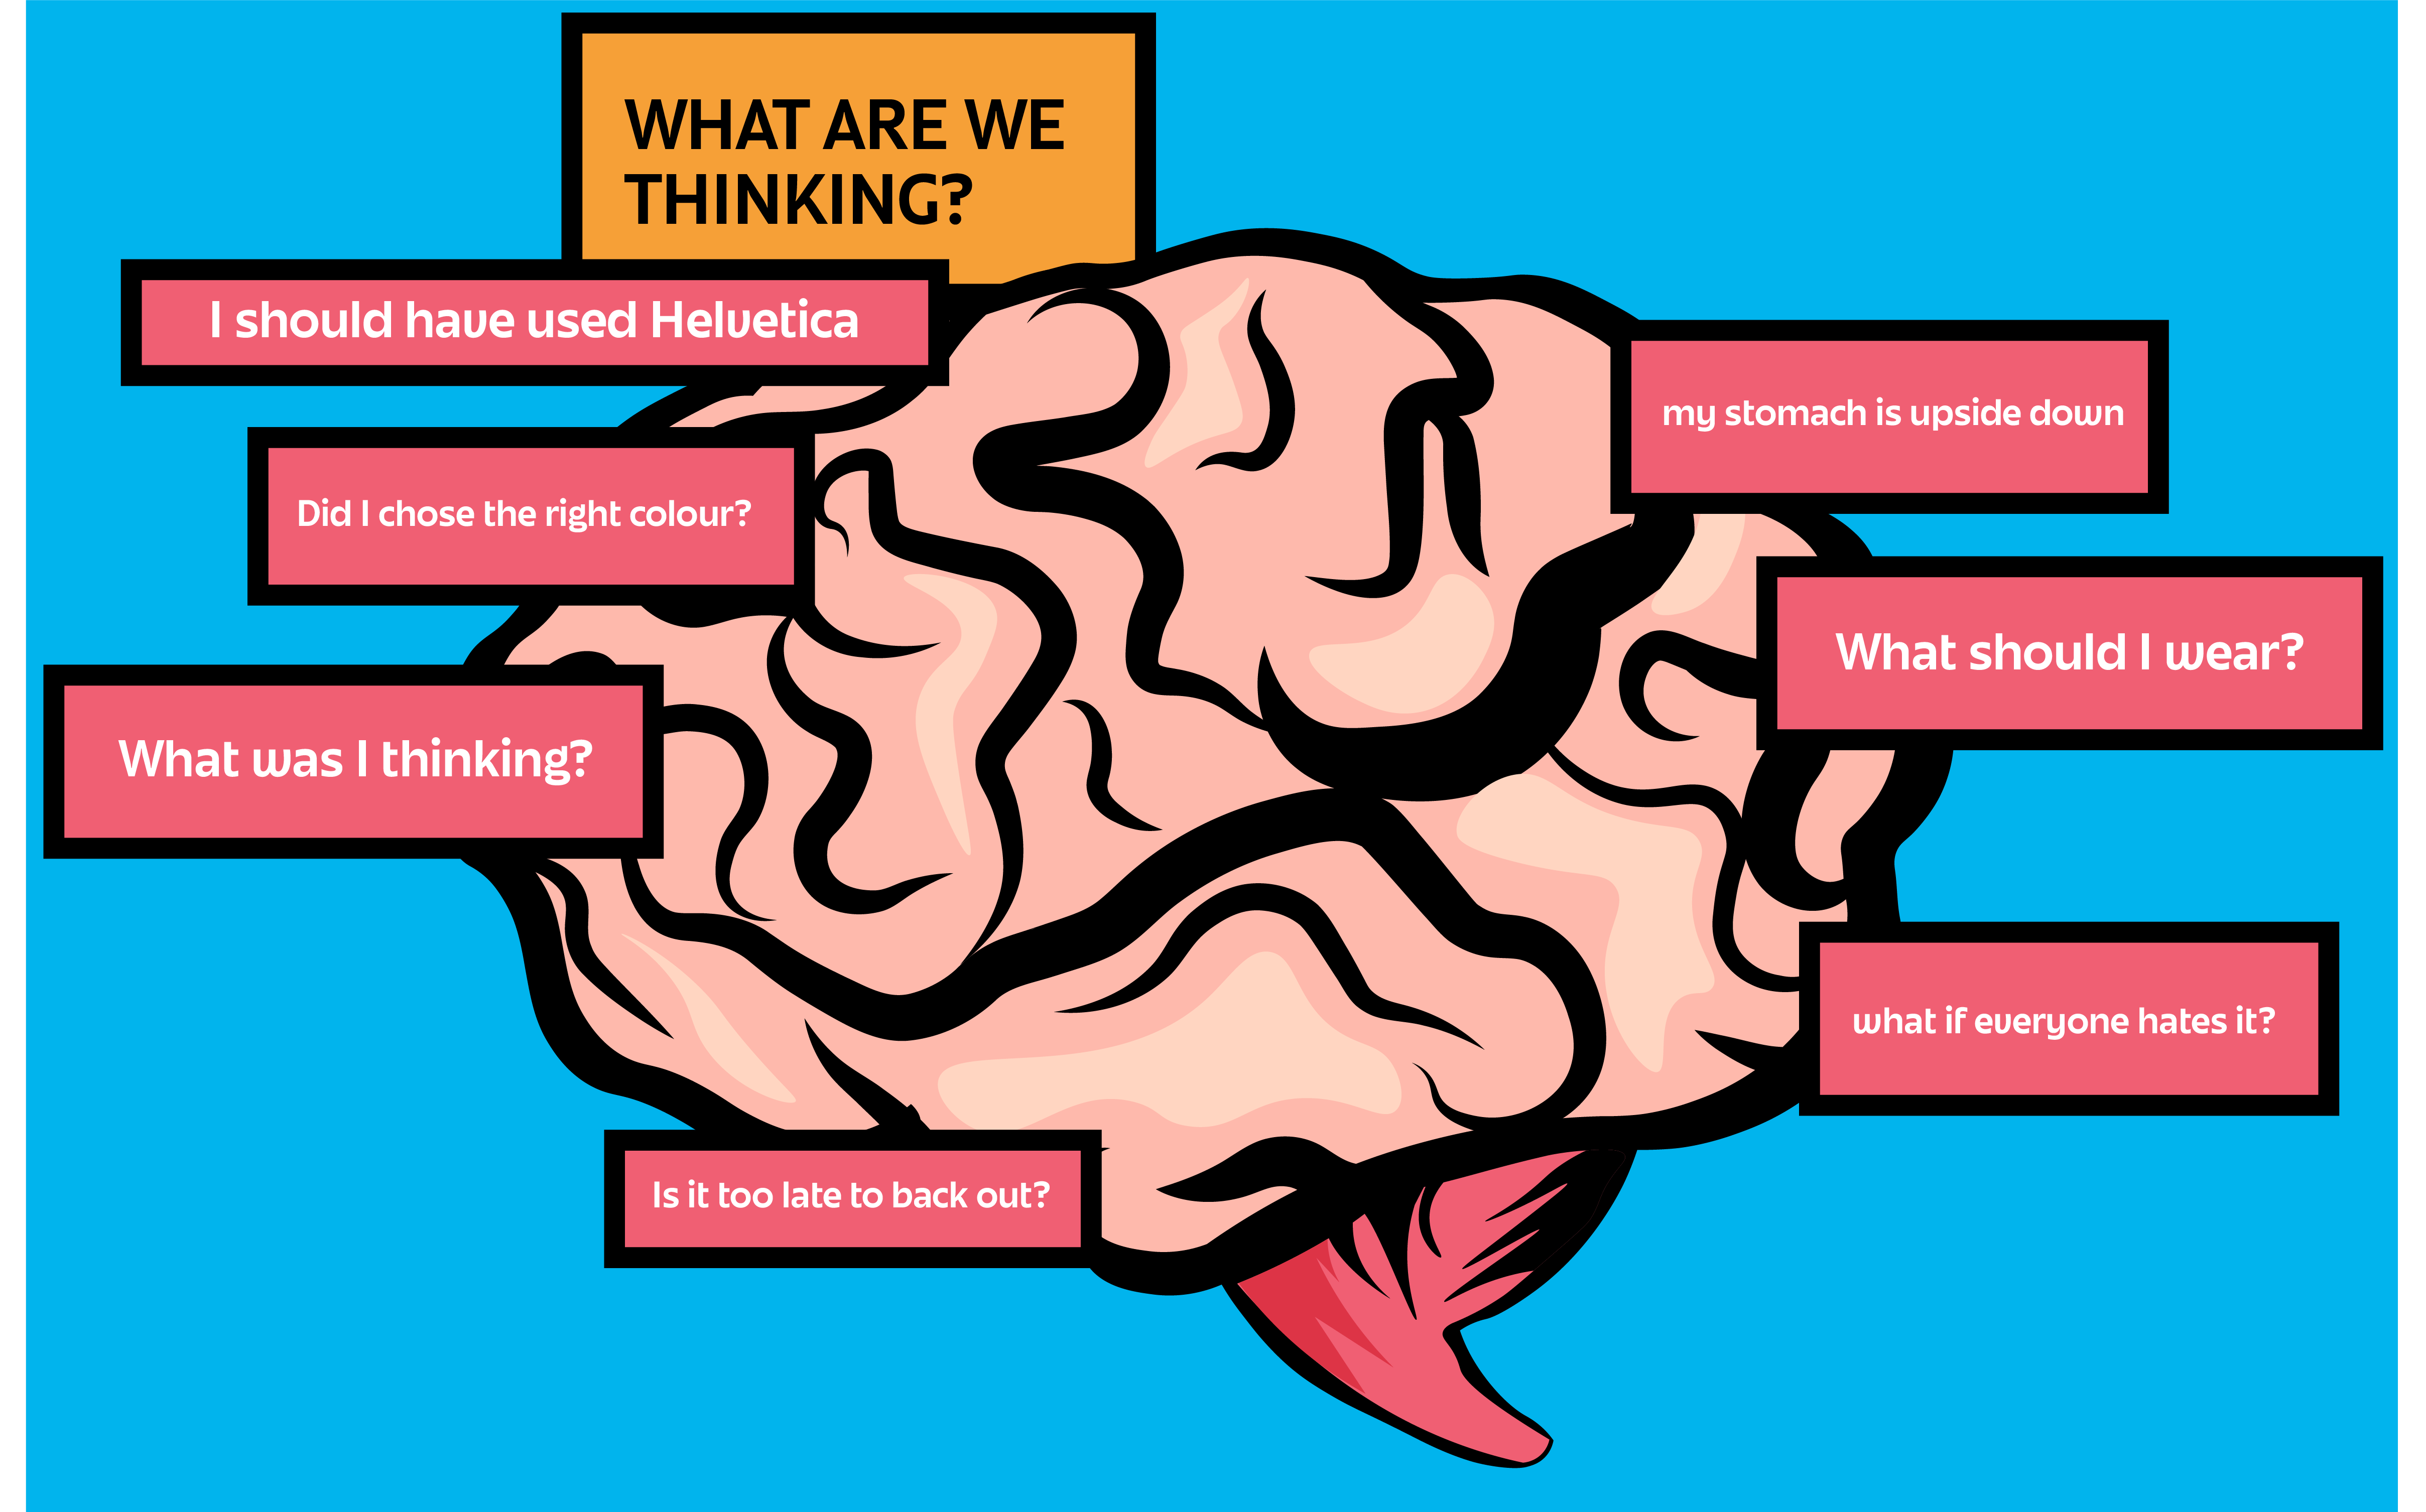 WHAT ARE WE
THINKING?
I should have used Helvetica
my stomach is upside down
Did I chose the right colour?
What should I wear?
What was I thinking?
what if everyone hates it?
Is it too late to back out?